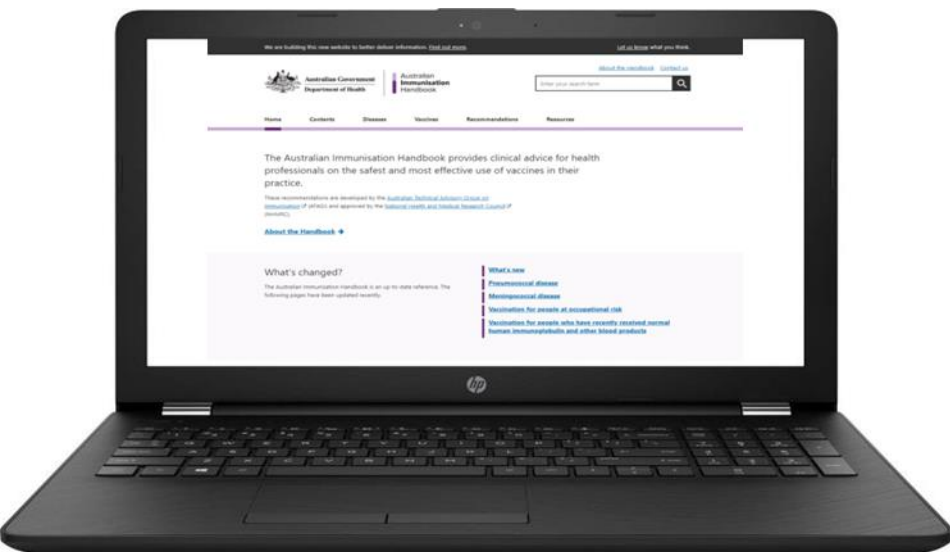 We are building this new website to better deliver information. Find out more.
Let us know what you think.
About the Handbook Contact us
Australian Government
Department of Health
Australian
Immunisation
Handbook
Enter your search term
Home Contents Diseases Vaccines Recommendations Resources
The Australian Immunisation Handbook provides clinical advice for health
professionals on the safest and most effective use of vaccines in their
practice.
These recommendations are developed by the Australian Technical Advisory Group on
Immunisation (ATAGI) and approved by the National Health and Medical Research Council
(NHMRC).
About the Handbook →
What's changed?
The Australian Immunisation Handbook is an up-to-date reference. The
following pages have been updated recently.
What's new
Pneumococcal disease
Meningococcal disease
Vaccination for people at occupational risk
Vaccination for people who have recently received normal
human immunoglobulin and other blood products
hp